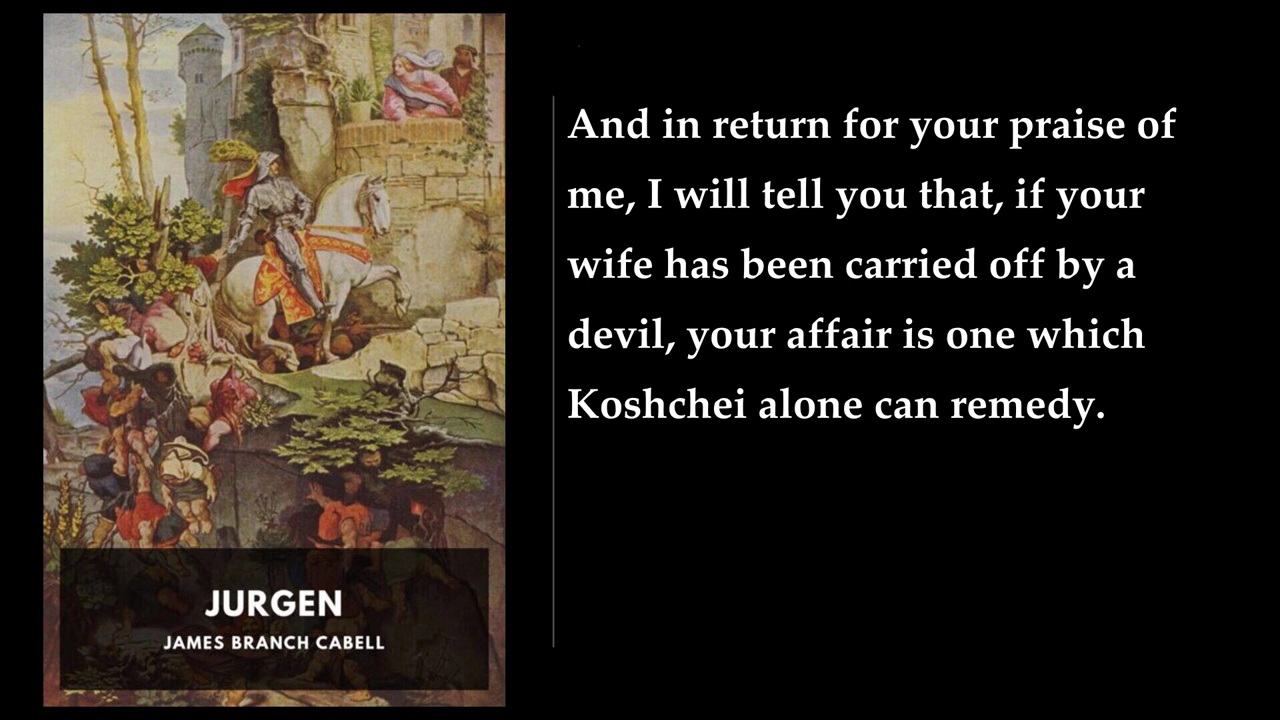 And in return for your praise of
me, I will tell you that, if your
wife has been carried off by a
devil, your affair is one which
Koshchei alone can remedy.
JURGEN
JAMES BRANCH CABELL